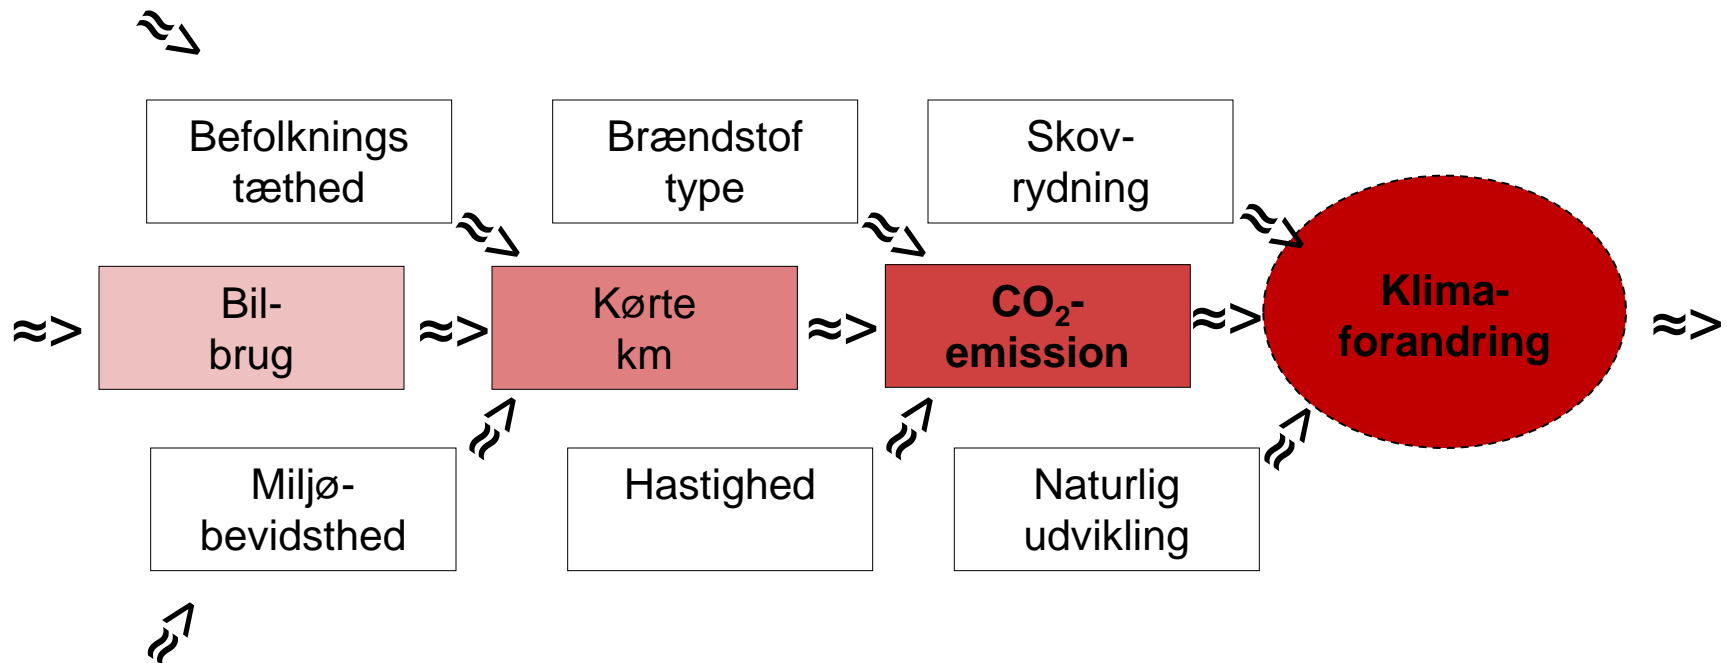 Befolknings
tæthed
Brændstof
type
Skov-
rydning
≈>
≈>
≈>
≈>
≈>
Bil-
brug
≈>
Kørte
km
≈>
CO₂-
emission
≈>
Klima-
forandring
≈>
≈>
≈>
≈>
Miljø-
bevidsthed
Hastighed
Naturlig
udvikling
≈>